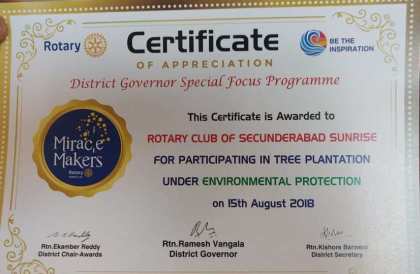 Rotary
Certificate
OF APPRECIATION
BE THE
INSPIRATION
District Governor Special Focus Programme
This Certificate is Awarded to
ROTARY CLUB OF SECUNDERABAD SUNRISE
FOR PARTICIPATING IN TREE PLANTATION
UNDER ENVIRONMENTAL PROTECTION
on 15th August 2018
Miracle
Makers
Rotary
Rtn.Ekamber Reddy
District Chair-Awards
Rtn.Ramesh Vangala
District Governor
Rtn.Kishore
District Secretary